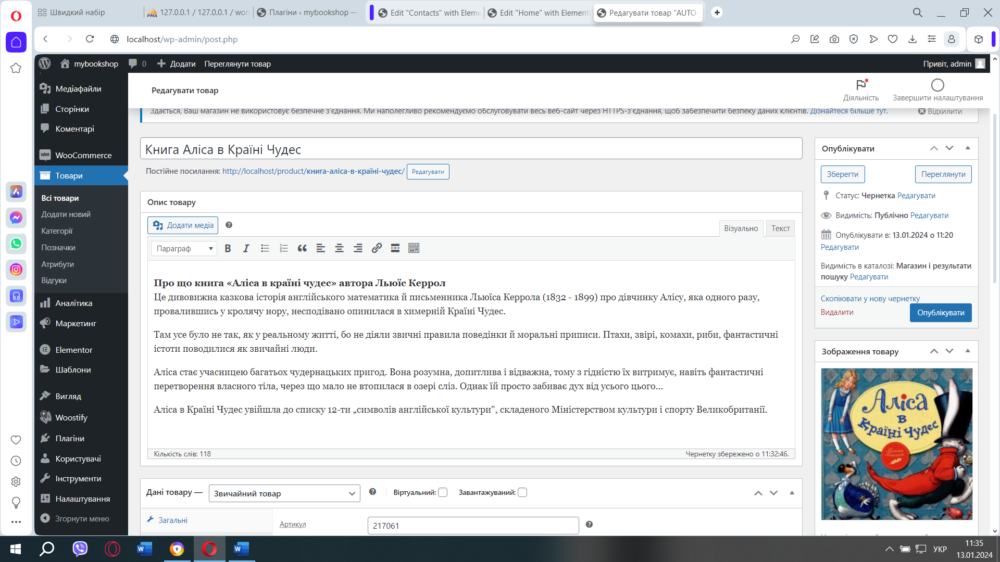 Швидкий набір
127.0.0.1 / 127.0.0.1 / wor
Плагіни ‹ mybookshop —
Edit "Contacts" with Eleme
Edit "Home" with Element
Редагувати товар “AUTO-
localhost/wp-admin/post.php
mybookshop
0
Додати
Переглянути товар
Привіт, admin
Медіафайли
Сторінки
Коментарі
WooCommerce
Товари
Всі товари
Додати новий
Категорії
Позначки
Атрибути
Відгуки
Аналітика
Маркетинг
Elementor
Шаблони
Вигляд
Woostify
Плагіни
Користувачі
Інструменти
Налаштування
Згорнути меню
Редагувати товар
Діяльність
Завершити налаштування
Здається, Ваш магазин не використовує безпечне з'єднання. Ми наполегливо рекомендуємо обслуговувати весь веб-сайт через HTTPS-з'єднання, щоб забезпечити безпеку даних клієнтів. Дізнайтеся більше тут.
Відхилити
Книга Аліса в Країні Чудес
Постійне посилання: http://localhost/product/книга-аліса-в-країні-чудес/
Редагувати
Опис товару
Додати медіа
Візуально
Текст
Параграф
Про що книга «Аліса в країні чудес» автора Льюїс Керрол
Це дивовижна казкова історія англійського математика й письменника Льюїса Керрола (1832 - 1899) про дівчинку Алісу, яка одного разу,
провалившись у кролячу нору, несподівано опинилася в химерній Країні Чудес.
Там усе було не так, як у реальному житті, бо не діяли звичні правила поведінки й моральні приписи. Птахи, звірі, комахи, риби, фантастичні
істоти поводилися як звичайні люди.
Аліса стає учасницею багатьох чудернацьких пригод. Вона розумна, допитлива і відважна, тому з гідністю їх витримує, навіть фантастичні
перетворення власного тіла, через що мало не втопилася в озері сліз. Однак їй просто забиває дух від усього цього...
Аліса в Країні Чудес увійшла до списку 12-ти „символів англійської культури", складеного Міністерством культури і спорту Великобританії.
Кількість слів: 118
Чернетку збережено о 11:32:46.
Дані товару —
Звичайний товар
Віртуальний:
Завантажуваний:
Загальні
Артикул
217061
Опублікувати
Зберегти
Переглянути
Статус: Чернетка Редагувати
Видимість: Публічно Редагувати
Опублікувати в: 13.01.2024 о 11:20
Редагувати
Видимість в каталозі: Магазин і результати
пошуку Редагувати
Скопіювати у нову чернетку
Видалити
Опублікувати
Зображення товару
Аліса
в
Країні Чудес
УКР
11:35
13.01.2024